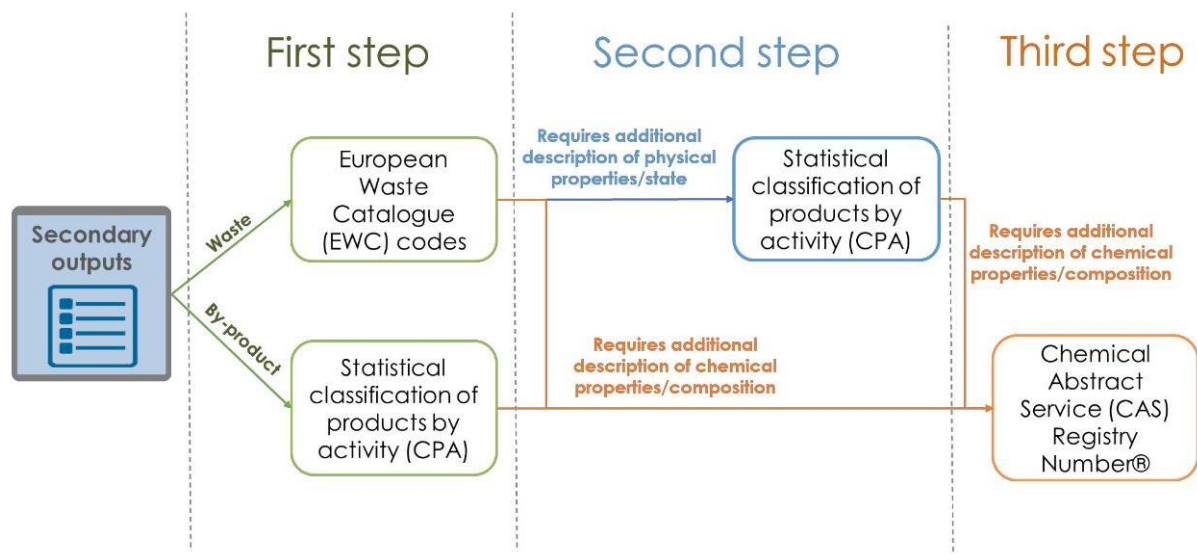 First step
Second step
Third step
Secondary
outputs
Waste
By-product
European
Waste
Catalogue
(EWC) codes
Statistical
classification of
products by
activity (CPA)
Requires additional
description of physical
properties/state
Statistical
classification of
products by
activity (CPA)
Requires additional
description of chemical
properties/composition
Requires additional
description of chemical
properties/composition
Chemical
Abstract
Service (CAS)
Registry
Number®